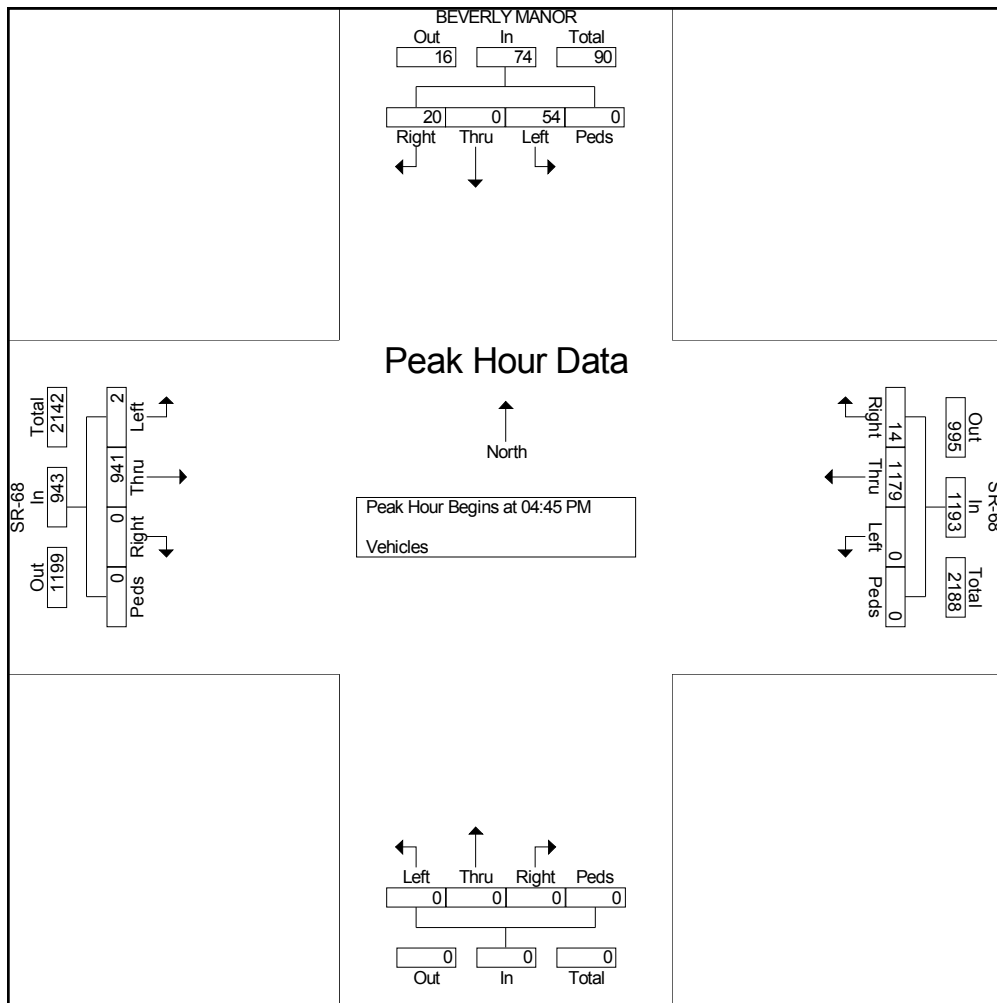 BEVERLY MANOR
Out In Total
16 74 90
20 0 54 0
Right Thru Left Peds
Peak Hour Data
North
Peak Hour Begins at 04:45 PM
Vehicles
SR-68
Total In Out
2142 943 1199
2 941 0 0
Left Thru Right Peds
SR-68
Out In Total
995 1193 2188
14 1179 0 0
Right Thru Left Peds
Left Thru Right Peds
0 0 0 0
0 0 0
Out In Total